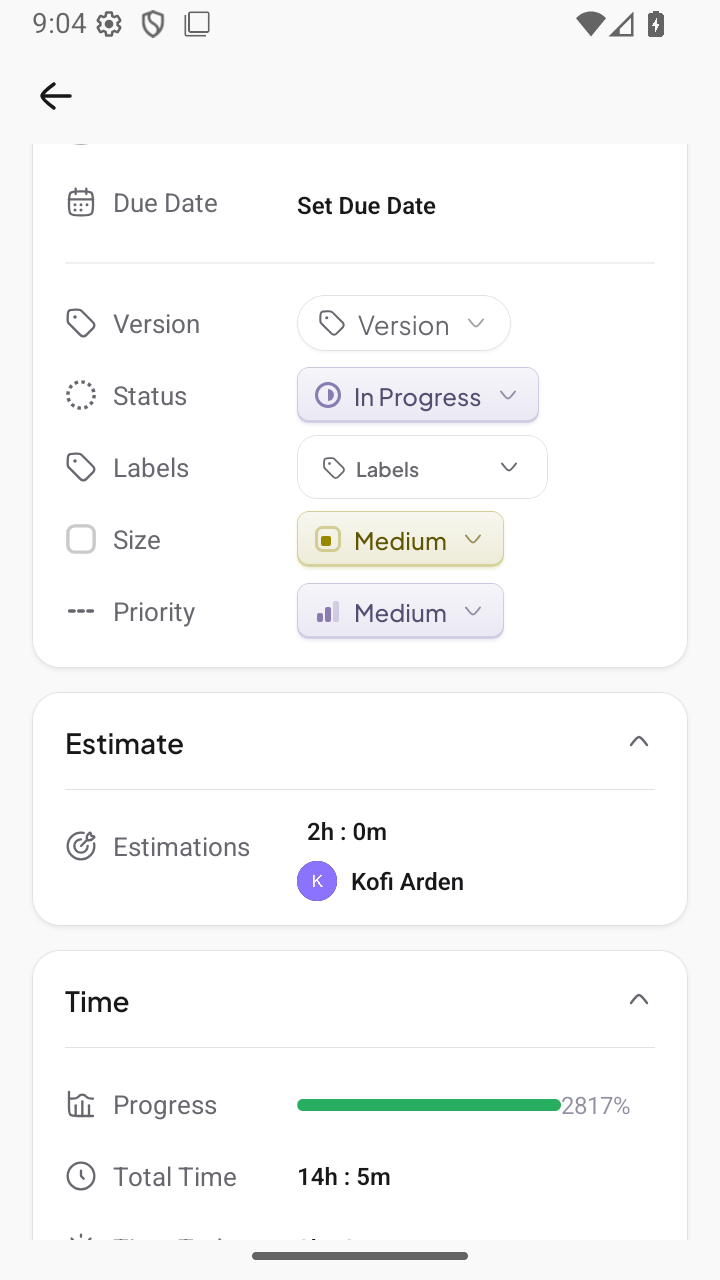 9:04
Due Date Set Due Date
Version Version
Status In Progress
Labels Labels
Size Medium
Priority Medium
Estimate
Estimations 2h : 0m
K Kofi Arden
Time
Progress 2817%
Total Time 14h : 5m